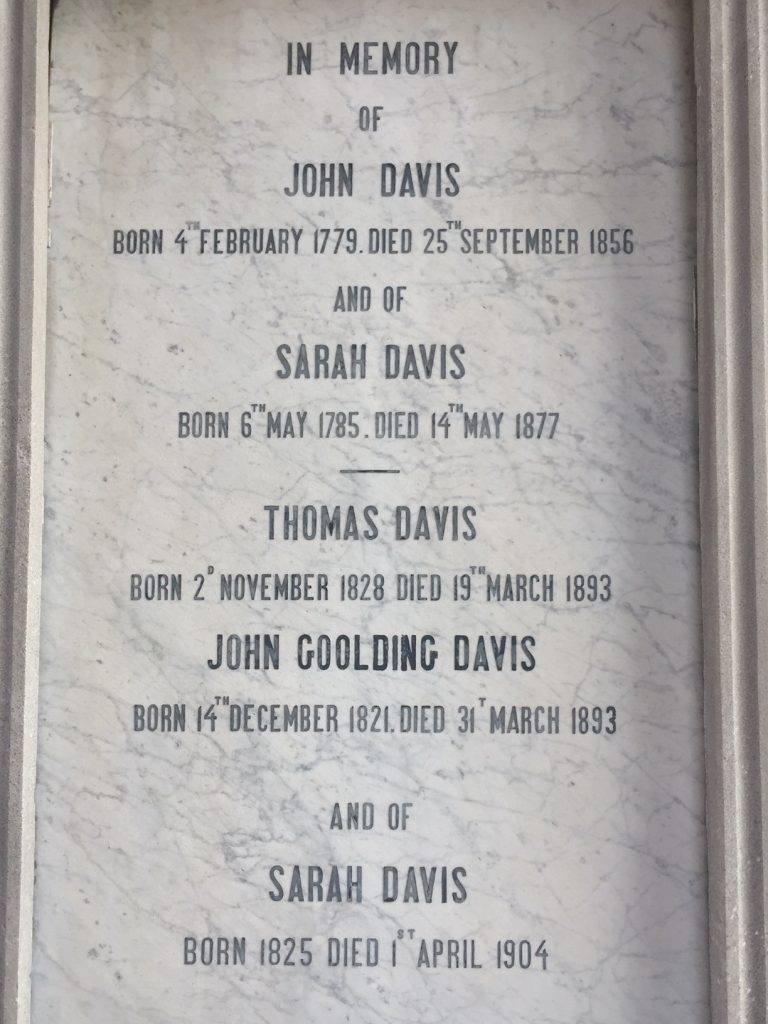 IN MEMORY
OF
JOHN DAVIS
BORN 4TH FEBRUARY 1779. DIED 25TH SEPTEMBER 1856
AND OF
SARAH DAVIS
BORN 6TH MAY 1785. DIED 14TH MAY 1877
THOMAS DAVIS
BORN 2D NOVEMBER 1828 DIED 19TH MARCH 1893
JOHN GOOLDING DAVIS
BORN 14TH DECEMBER 1821. DIED 31T MARCH 1893
AND OF
SARAH DAVIS
BORN 1825 DIED 1ST APRIL 1904